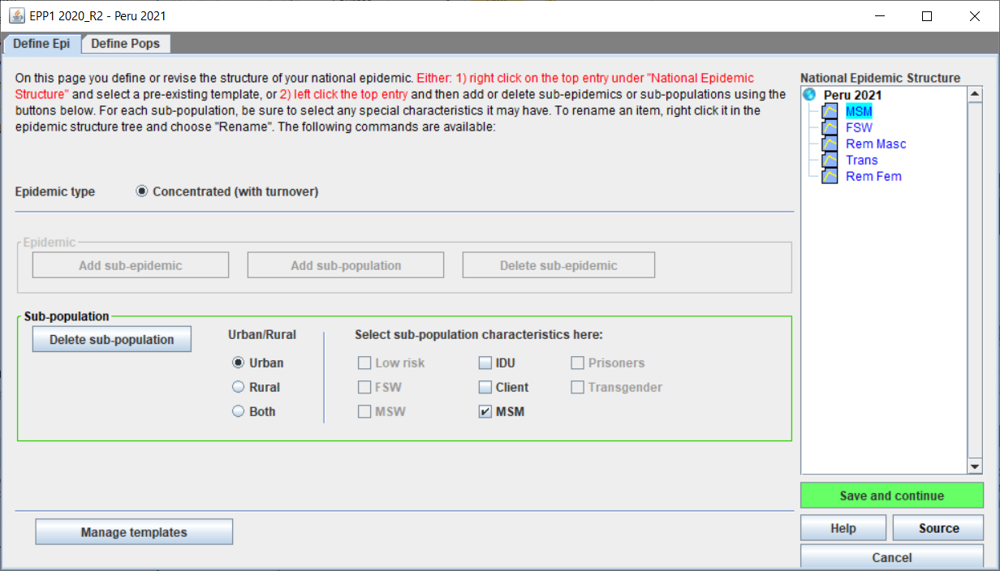 EPP1 2020_R2 - Peru 2021
Define Epi
Define Pops
On this page you define or revise the structure of your national epidemic. Either: 1) right click on the top entry under "National Epidemic
Structure" and select a pre-existing template, or 2) left click the top entry and then add or delete sub-epidemics or sub-populations using the
buttons below. For each sub-population, be sure to select any special characteristics it may have. To rename an item, right click it in the
epidemic structure tree and choose "Rename". The following commands are available:
Epidemic type
Concentrated (with turnover)
Epidemic
Add sub-epidemic
Add sub-population
Delete sub-epidemic
Sub-population
Delete sub-population
Urban/Rural
Urban
Rural
Both
Select sub-population characteristics here:
Low risk
IDU
Prisoners
FSW
Client
Transgender
MSW
MSM
Manage templates
National Epidemic Structure
Peru 2021
MSM
FSW
Rem Masc
Trans
Rem Fem
Save and continue
Help
Source
Cancel